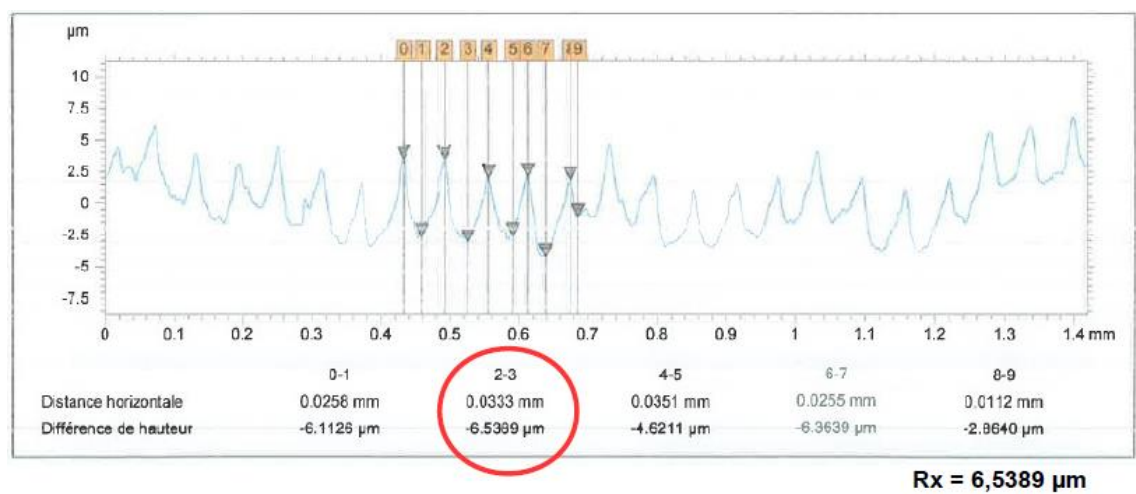 µm
0 1 2 3 4 5 6 7 8 9
10
7.5
5
2.5
0
-2.5
-5
-7.5
0 0.1 0.2 0.3 0.4 0.5 0.6 0.7 0.8 0.9 1 1.1 1.2 1.3 1.4 mm
0-1 2-3 4-5 6-7 8-9
Distance horizontale 0.0258 mm 0.0333 mm 0.0351 mm 0.0255 mm 0.0112 mm
Différence de hauteur -6.1126 µm -6.5389 µm -4.6211 µm -6.3639 µm -2.8640 µm
Rx = 6,5389 µm